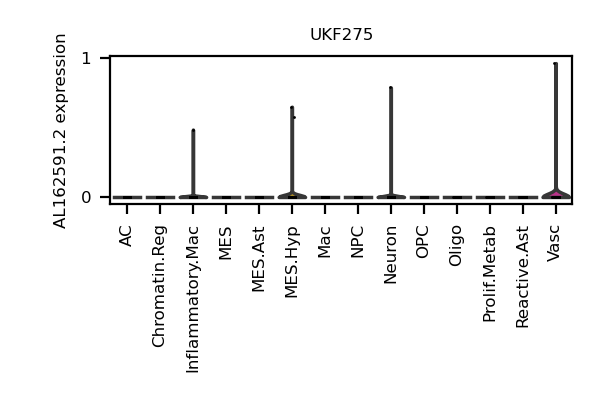 UKF275
AL162591.2 expression
1
0
AC
Chromatin.Reg
Inflammatory.Mac
MES
MES.Ast
MES.Hyp
Mac
NPC
Neuron
OPC
Oligo
Prolif.Metab
Reactive.Ast
Vasc